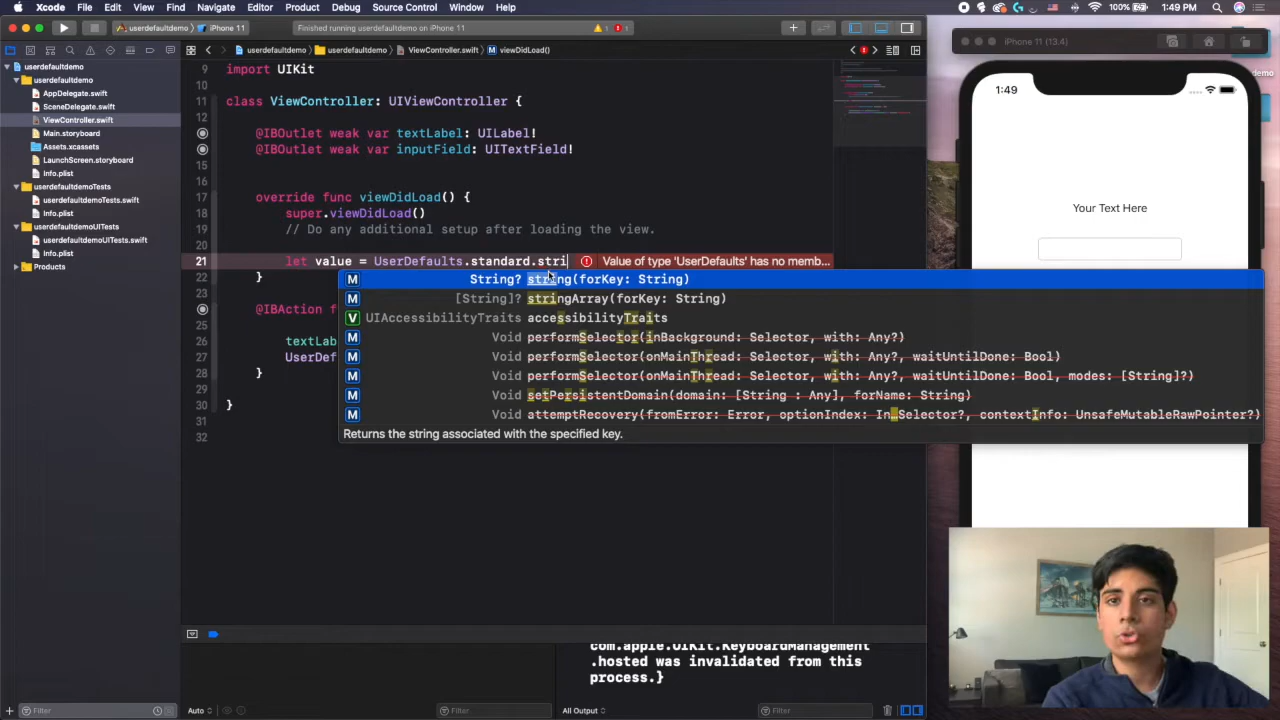 Xcode File Edit View Find Navigate Editor Product Debug Source Control Window Help
100% 1:49 PM
userdefaultdemo iPhone 11
Finished running userdefaultdemo on iPhone 11
1 1
iPhone 11 (13.4)
userdefaultdemo userdefaultdemo ViewController.swift viewDidLoad()
userdefaultdemo
userdefaultdemo
AppDelegate.swift
SceneDelegate.swift
ViewController.swift
Main.storyboard
Assets.xcassets
LaunchScreen.storyboard
Info.plist
userdefaultdemoTests
userdefaultdemoTests.swift
Info.plist
userdefaultdemoUITests
userdefaultdemoUITests.swift
Info.plist
Products
9 import UIKit
10
11 class ViewController: UIViewController {
12
13 @IBOutlet weak var textLabel: UILabel!
14 @IBOutlet weak var inputField: UITextField!
15
16
17 override func viewDidLoad() {
18 super.viewDidLoad()
19 // Do any additional setup after loading the view.
20
21 let value = UserDefaults.standard.stri Value of type 'UserDefaults' has no memb...
22 }
23
24 @IBAction f
25
26 textLab
27 UserDef
28 }
29
30 }
31
32
String? string(forKey: String)
[String]? stringArray(forKey: String)
UIAccessibilityTraits accessibilityTraits
Void performSelector(inBackground: Selector, with: Any?)
Void performSelector(onMainThread: Selector, with: Any?, waitUntilDone: Bool)
Void performSelector(onMainThread: Selector, with: Any?, waitUntilDone: Bool, modes: [String]?)
Void setPersistentDomain(domain: [String : Any], forName: String)
Void attemptRecovery(fromError: Error, optionIndex: In…Selector?, contextInfo: UnsafeMutableRawPointer?)
Returns the string associated with the specified key.
com.apple.UIKit.KeyboardManagement
.hosted was invalidated from this
process.}
Filter
Auto
Filter
All Output
Filter
demo
1:49
Your Text Here